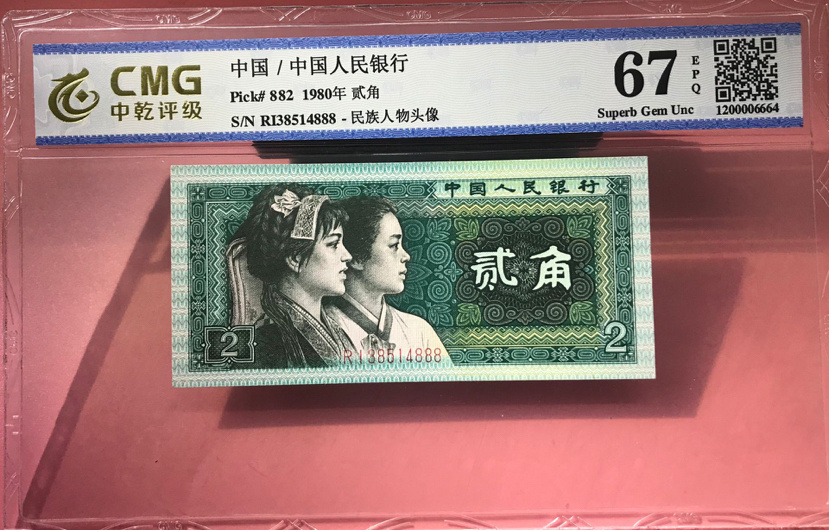 CMG
中乾评级
中国 / 中国人民银行
Pick# 882 1980年 贰角
S/N RI38514888 - 民族人物头像
67
EPQ
Superb Gem Unc
1200006664
中国人民银行
贰角
2
2
RI38514888